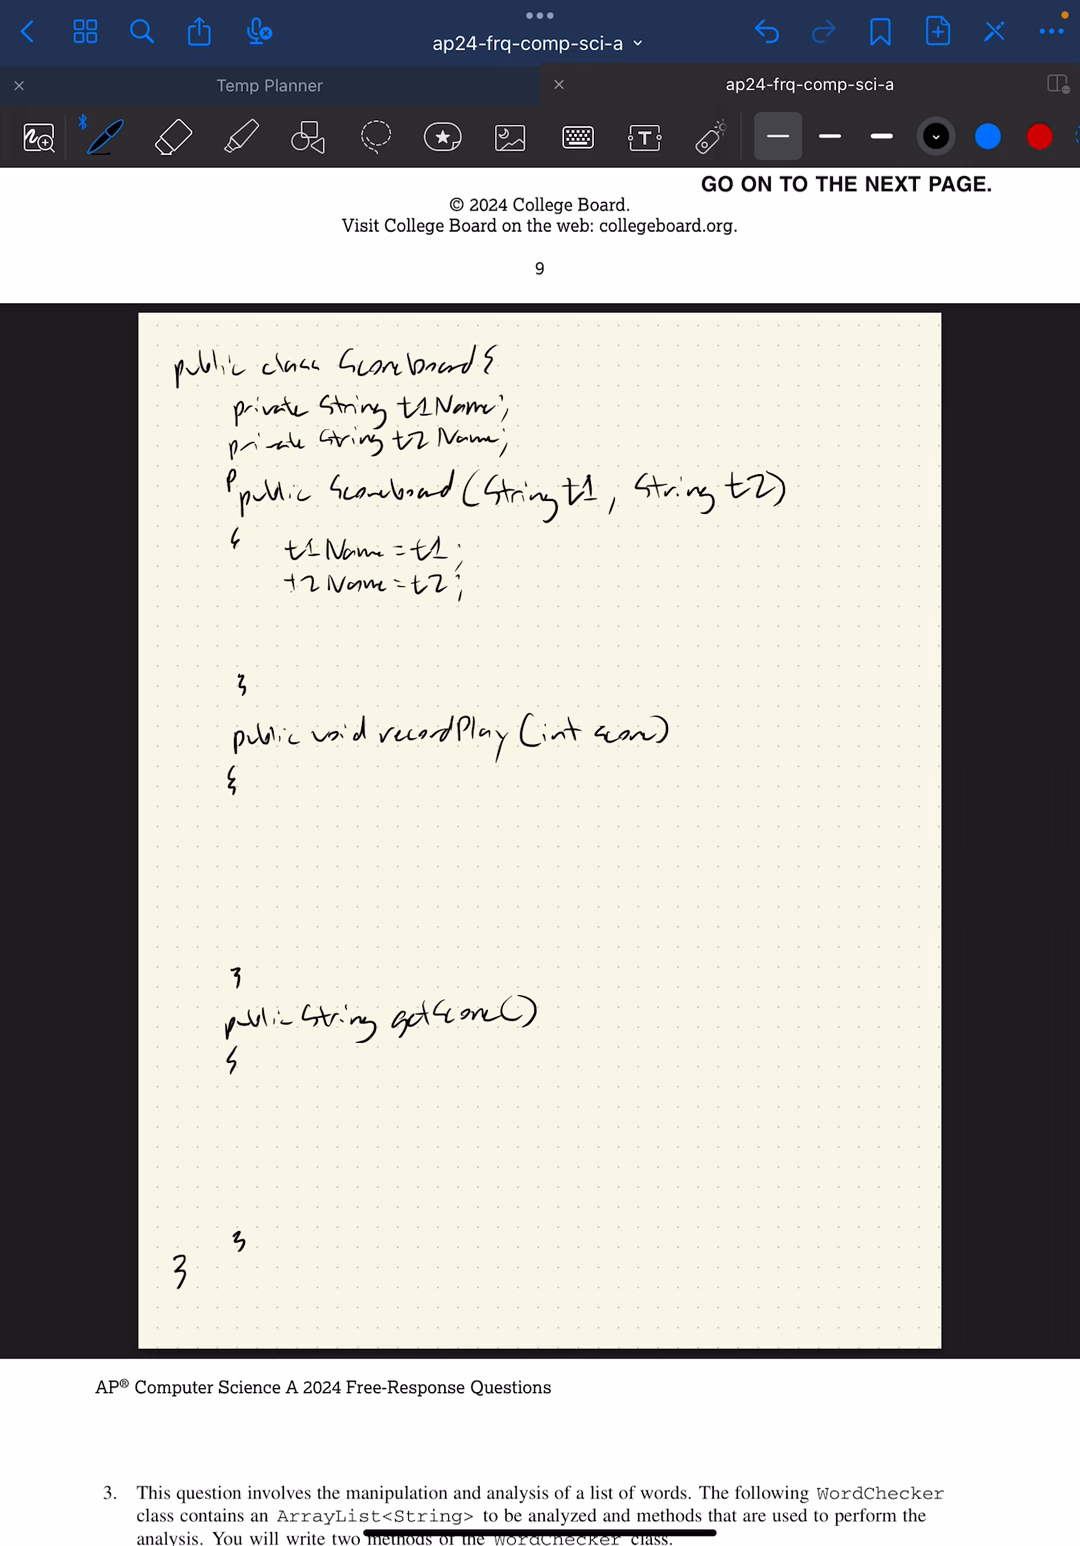 ap24-frq-comp-sci-a
Temp Planner
ap24-frq-comp-sci-a
GO ON TO THE NEXT PAGE.
© 2024 College Board.
Visit College Board on the web: collegeboard.org.
9
public class Scoreboard {
private String t1Name;
private String t2Name;
p
public Scoreboard (String t1, String t2)
{
t1Name = t1;
t2Name = t2;
}
public void recordPlay (int score)
{
}
public String getScore()
{
}
}
AP® Computer Science A 2024 Free-Response Questions
3. This question involves the manipulation and analysis of a list of words. The following WordChecker
class contains an ArrayList<String> to be analyzed and methods that are used to perform the
analysis. You will write two methods of the WordChecker class.